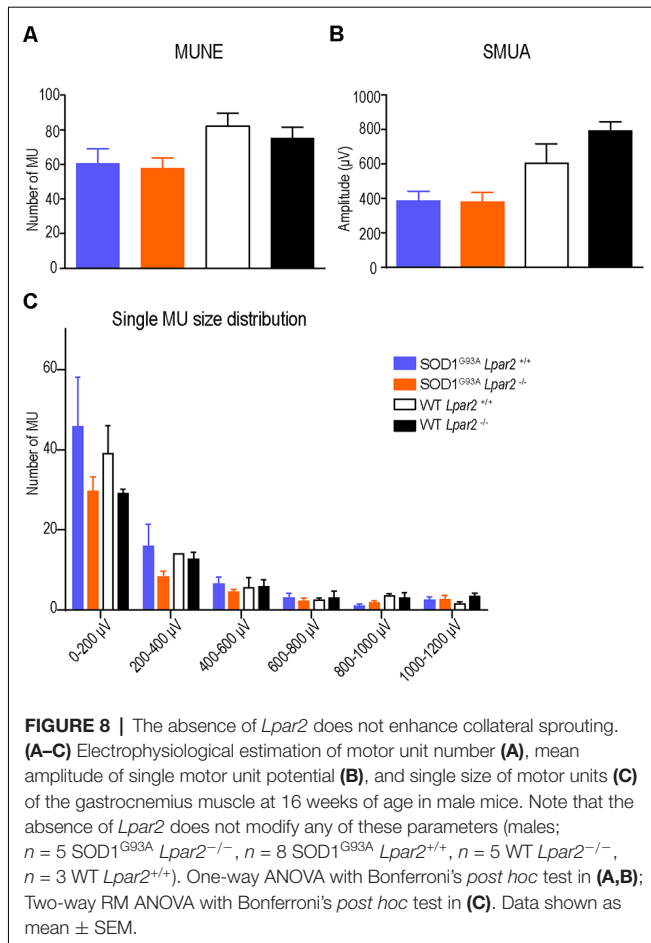 A
MUNE
Number of MU
100
80
60
40
20
0
B
SMUA
Amplitude (µV)
1000
800
600
400
200
0
C
Single MU size distribution
Number of MU
60
40
20
0
0-200 µV
200-400 µV
400-600 µV
600-800 µV
800-1000 µV
1000-1200 µV
SOD1G93A Lpar2 +/+
SOD1G93A Lpar2 -/-
WT Lpar2 +/+
WT Lpar2 -/-
FIGURE 8 | The absence of Lpar2 does not enhance collateral sprouting.
(A–C) Electrophysiological estimation of motor unit number (A), mean
amplitude of single motor unit potential (B), and single size of motor units (C)
of the gastrocnemius muscle at 16 weeks of age in male mice. Note that the
absence of Lpar2 does not modify any of these parameters (males;
n = 5 SOD1G93A Lpar2−/−, n = 8 SOD1G93A Lpar2+/+, n = 5 WT Lpar2−/−,
n = 3 WT Lpar2+/+). One-way ANOVA with Bonferroni's post hoc test in (A,B);
Two-way RM ANOVA with Bonferroni's post hoc test in (C). Data shown as
mean ± SEM.